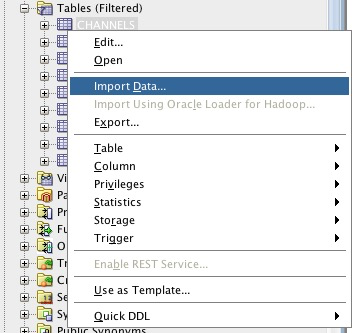 Tables (Filtered)
CHANNELS
Edit...
Open
Import Data...
Import Using Oracle Loader for Hadoop...
Export...
Table
Column
Vi
Privileges
Pa
Statistics
Pr
Storage
Fu
Trigger
O
Tr
Enable REST Service...
Cr
Se
Use as Template...
Sy
Quick DDL
Public Synonyms